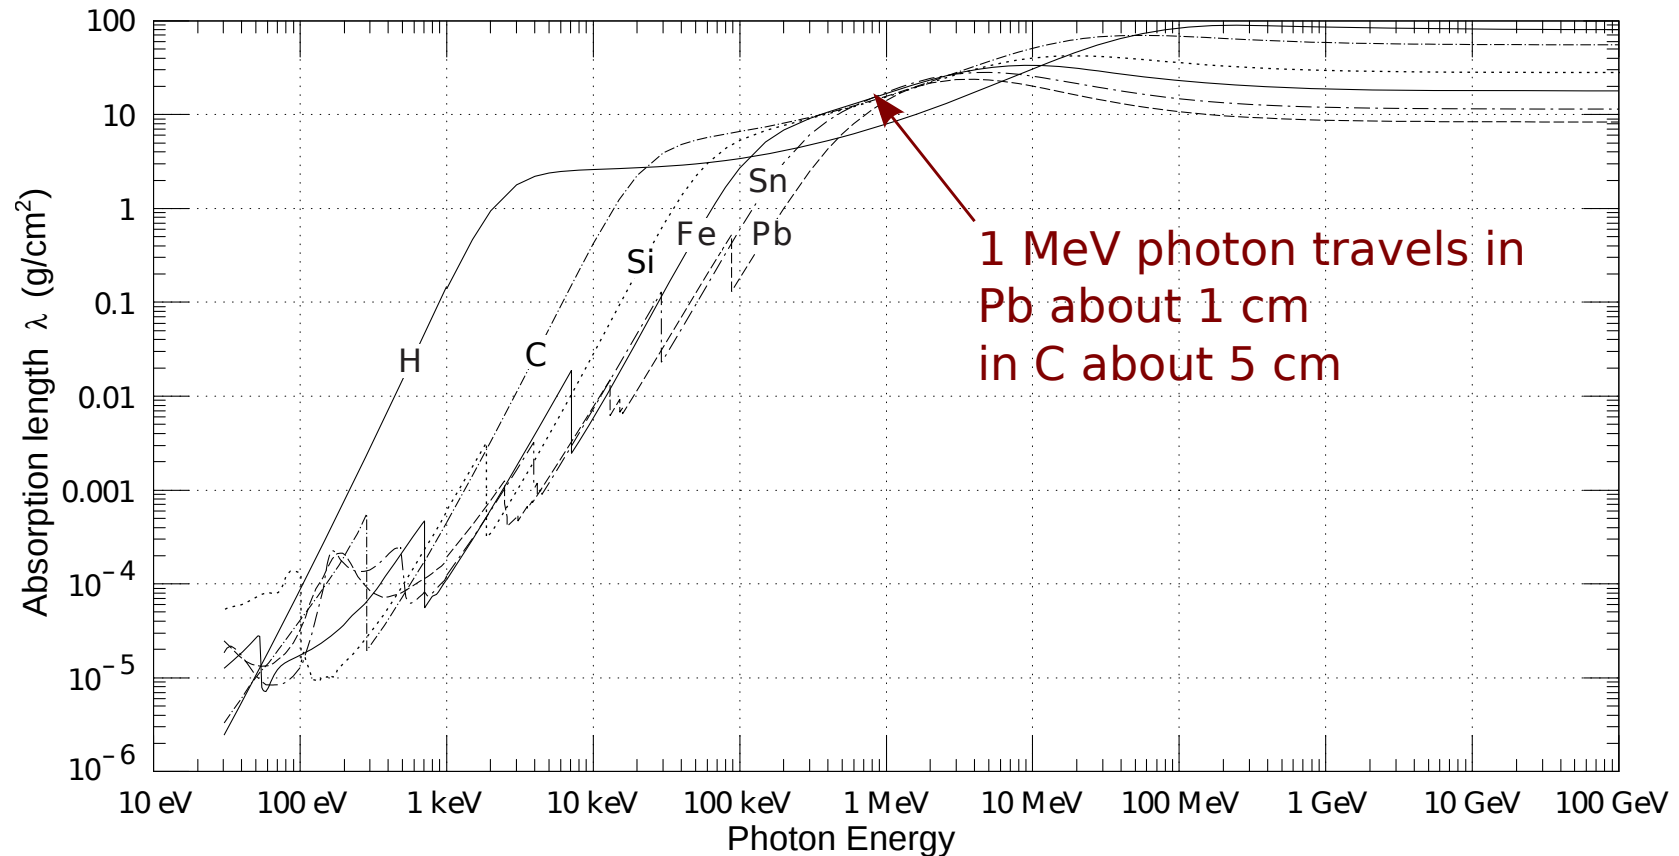 100
10
1
0.1
0.01
0.001
10⁻⁴
10⁻⁵
10⁻⁶
Absorption length λ (g/cm²)
H
C
Si
Fe
Sn
Pb
1 MeV photon travels in
Pb about 1 cm
in C about 5 cm
10 eV 100 eV 1 keV 10 keV 100 keV 1 MeV 10 MeV 100 MeV 1 GeV 10 GeV 100 GeV
Photon Energy